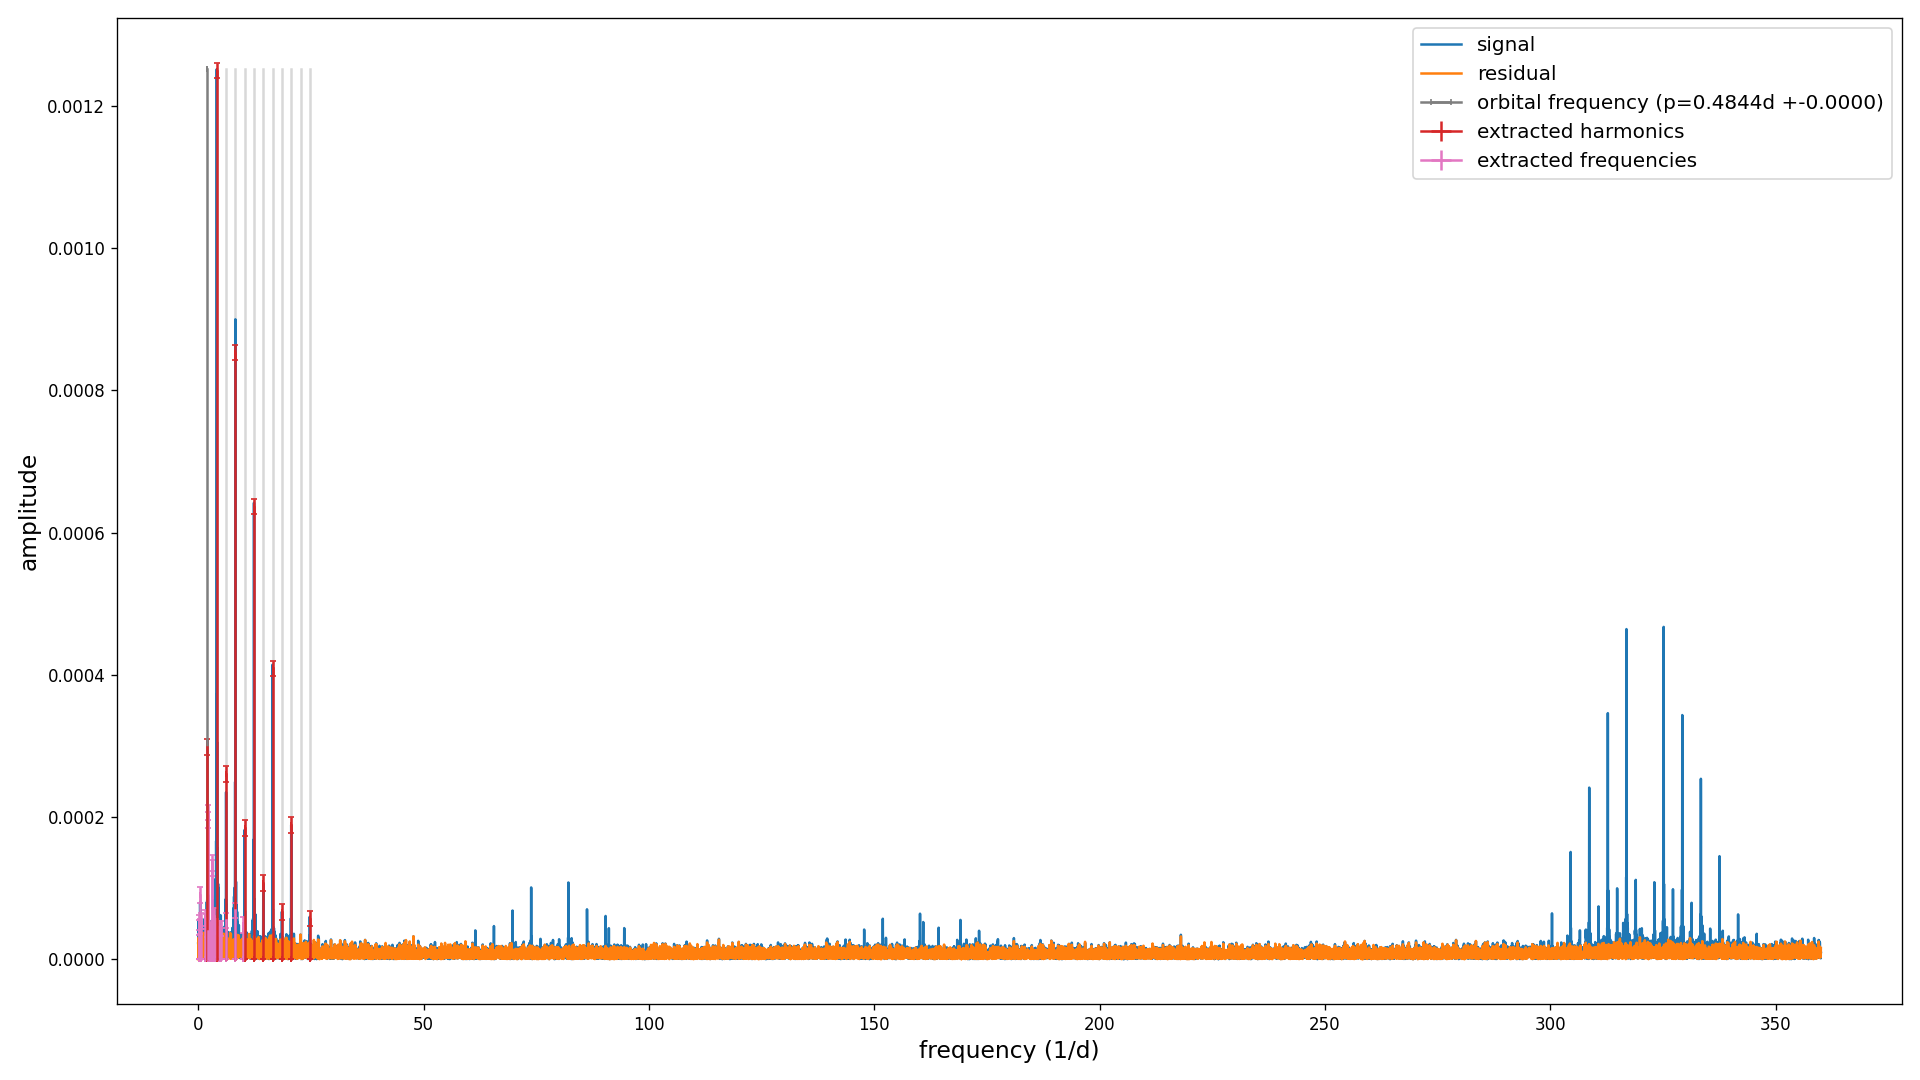 signal
residual
orbital frequency (p=0.4844d +-0.0000)
extracted harmonics
extracted frequencies
amplitude
0.0012
0.0010
0.0008
0.0006
0.0004
0.0002
0.0000
0 50 100 150 200 250 300 350
frequency (1/d)